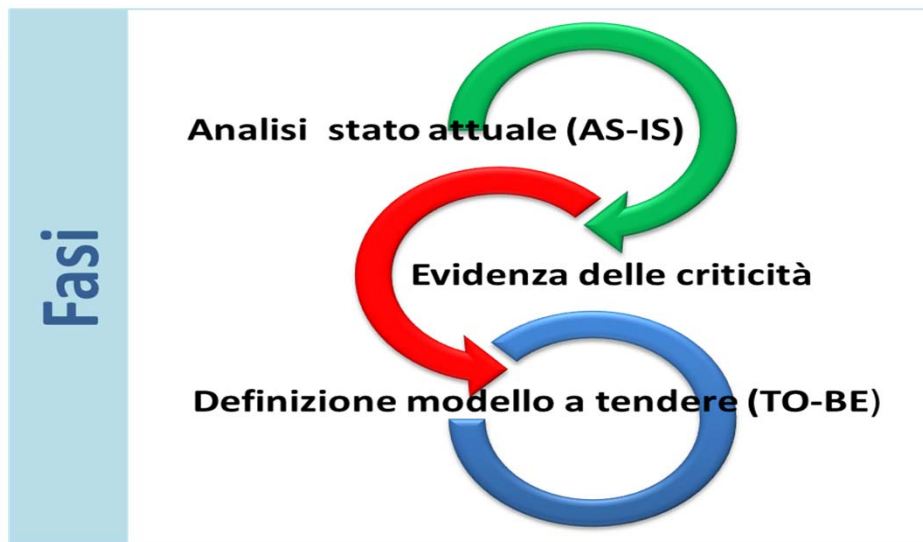 Fasi
Analisi stato attuale (AS-IS)
Evidenza delle criticità
Definizione modello a tendere (TO-BE)